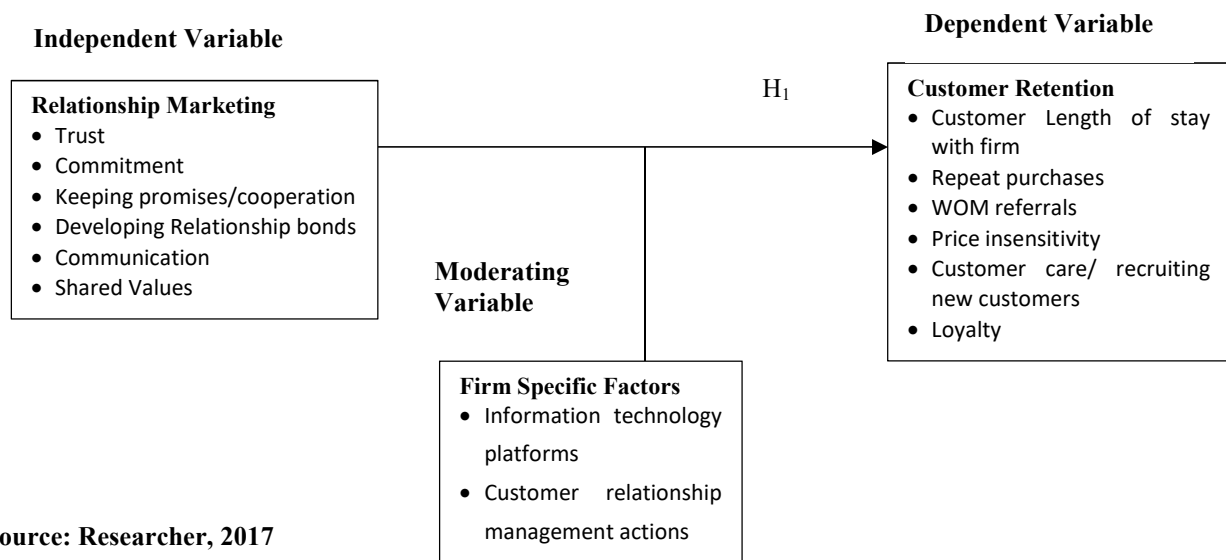 Independent Variable
Relationship Marketing
• Trust
• Commitment
• Keeping promises/cooperation
• Developing Relationship bonds
• Communication
• Shared Values
H1
Dependent Variable
Customer Retention
• Customer Length of stay
with firm
• Repeat purchases
• WOM referrals
• Price insensitivity
• Customer care/ recruiting
new customers
• Loyalty
Moderating
Variable
Firm Specific Factors
• Information technology
platforms
• Customer relationship
management actions
ource: Researcher, 2017